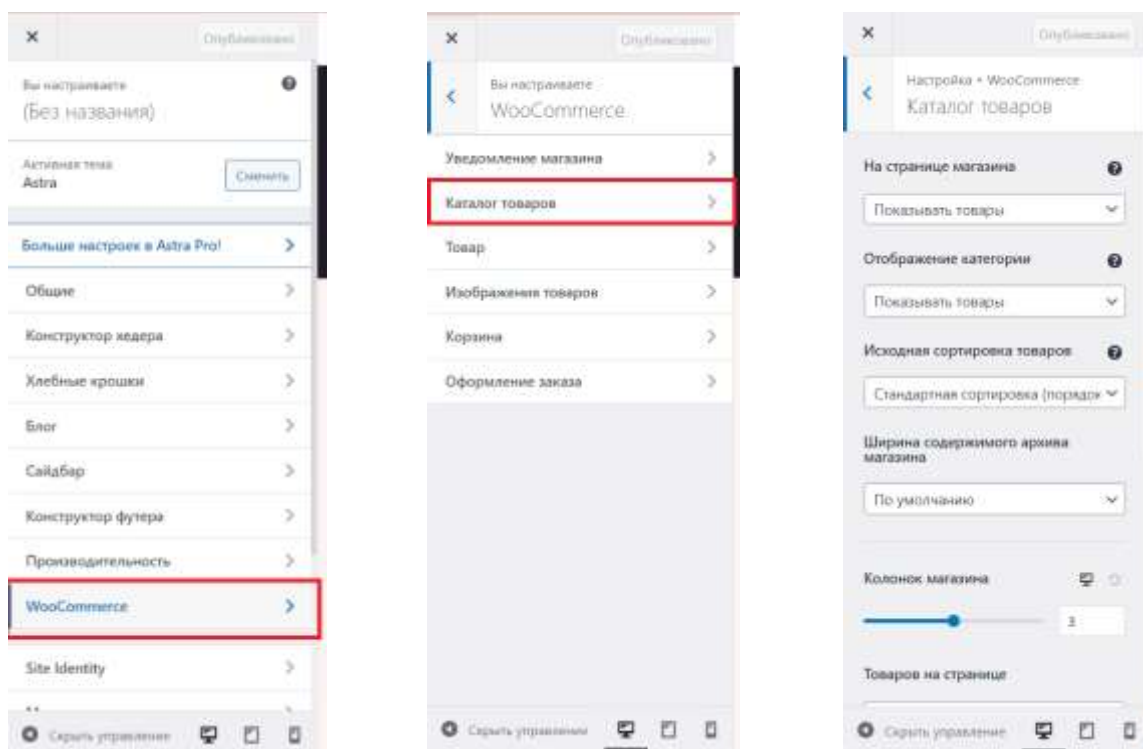 Опубликовано
Вы настраиваете
(Без названия)
Активная тема
Astra
Сменить
Больше настроек в Astra Pro!
Общие
Конструктор хедера
Хлебные крошки
Блог
Сайдбар
Конструктор футера
Производительность
WooCommerce
Site Identity
Скрыть управление
Опубликовано
Вы настраиваете
WooCommerce
Уведомление магазина
Каталог товаров
Товар
Изображения товаров
Корзина
Оформление заказа
Скрыть управление
Опубликовано
Настройка • WooCommerce
Каталог товаров
На странице магазина
Показывать товары
Отображение категории
Показывать товары
Исходная сортировка товаров
Стандартная сортировка (порядок
Ширина содержимого архива
магазина
По умолчанию
Колонок магазина
3
Товаров на странице
Скрыть управление